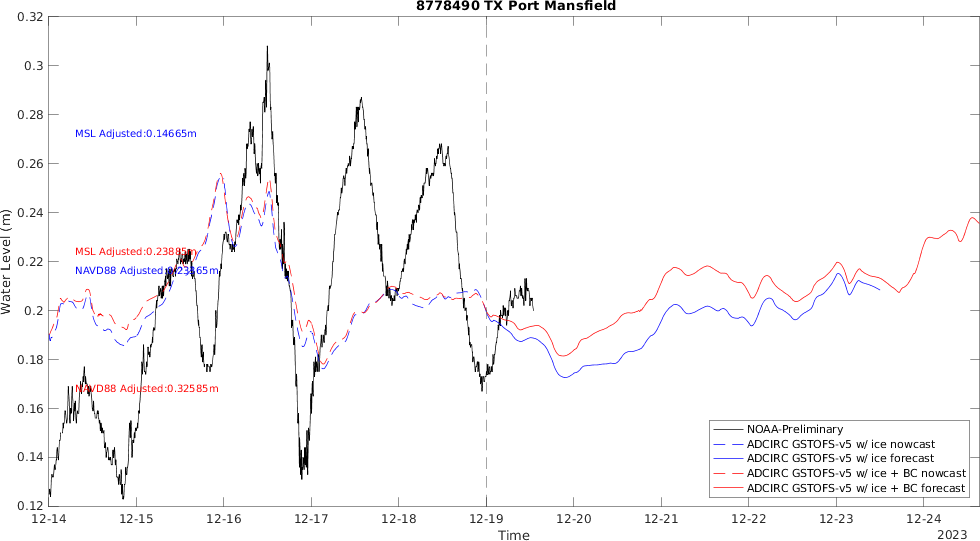 8778490 TX Port Mansfield
Water Level (m)
0.32
0.3
0.28
0.26
0.24
0.22
0.2
0.18
0.16
0.14
0.12
MSL Adjusted:0.14665m
MSL Adjusted:0.23885m
NAVD88 Adjusted:0.23365m
NAVD88 Adjusted:0.32585m
NOAA-Preliminary
ADCIRC GSTOFS-v5 w/ ice nowcast
ADCIRC GSTOFS-v5 w/ ice forecast
ADCIRC GSTOFS-v5 w/ ice + BC nowcast
ADCIRC GSTOFS-v5 w/ ice + BC forecast
12-14 12-15 12-16 12-17 12-18 12-19 12-20 12-21 12-22 12-23 12-24
Time
2023